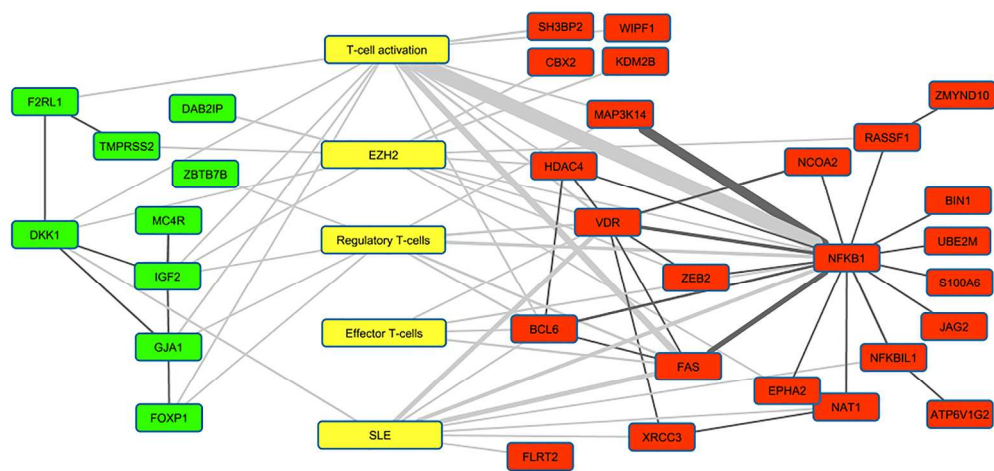 SH3BP2
WIPF1
T-cell activation
CBX2
KDM2B
F2RL1
DAB2IP
ZMYND10
MAP3K14
TMPRSS2
RASSF1
EZH2
HDAC4
NCOA2
ZBTB7B
BIN1
MC4R
VDR
DKK1
Regulatory T-cells
UBE2M
NFKB1
IGF2
ZEB2
S100A6
BCL6
JAG2
Effector T-cells
GJA1
NFKBIL1
FAS
EPHA2
FOXP1
NAT1
ATP6V1G2
SLE
XRCC3
FLRT2